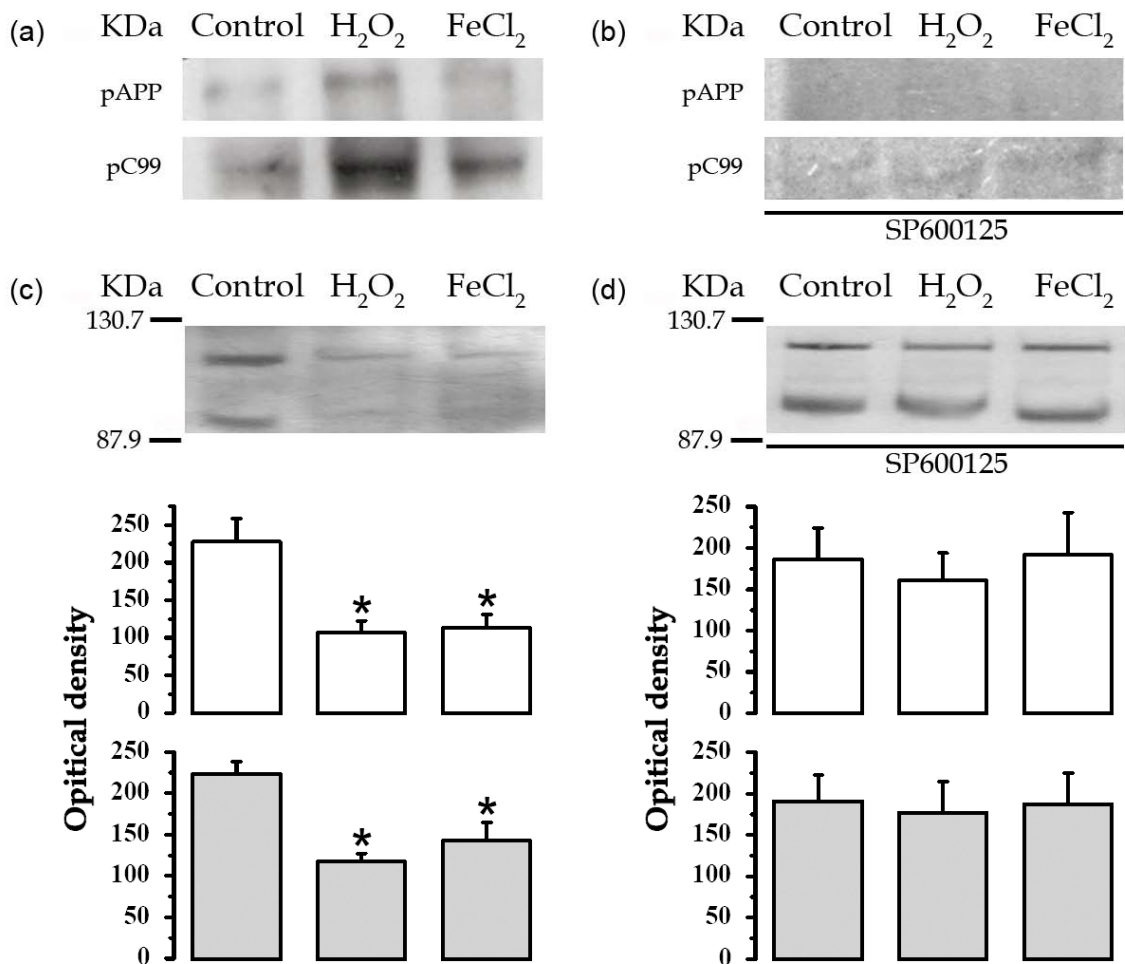 (a) KDa Control H₂O₂ FeCl₂
pAPP
pC99
(b) KDa Control H₂O₂ FeCl₂
pAPP
pC99
SP600125
(c) KDa Control H₂O₂ FeCl₂
130.7
87.9
(d) KDa Control H₂O₂ FeCl₂
130.7
87.9
SP600125
Opitical density
250
200
150
100
50
0
* *
250
200
150
100
50
0
* *
Opitical density
250
200
150
100
50
0
250
200
150
100
50
0